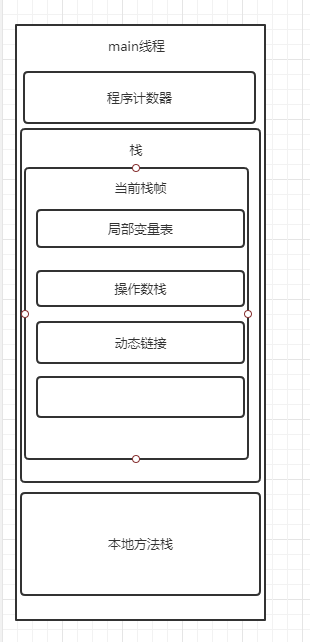 main线程
程序计数器
栈
当前栈帧
局部变量表
操作数栈
动态链接
本地方法栈